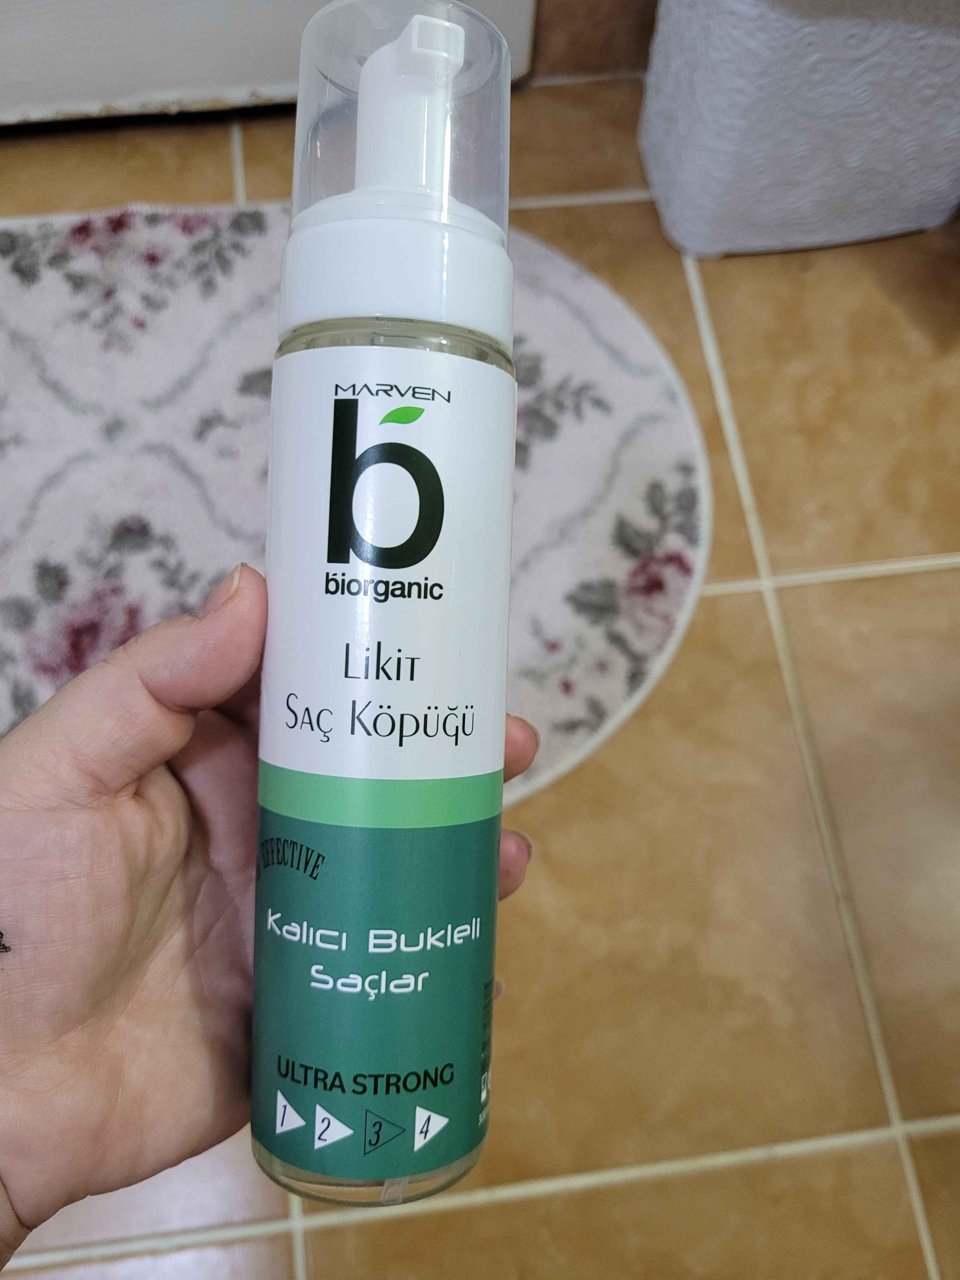 MARVEN
b
biorganic
Likit
Saç Köpüğü
EFFECTIVE
Kalıcı Bukleli
Saçlar
ULTRA STRONG
1 2 3 4